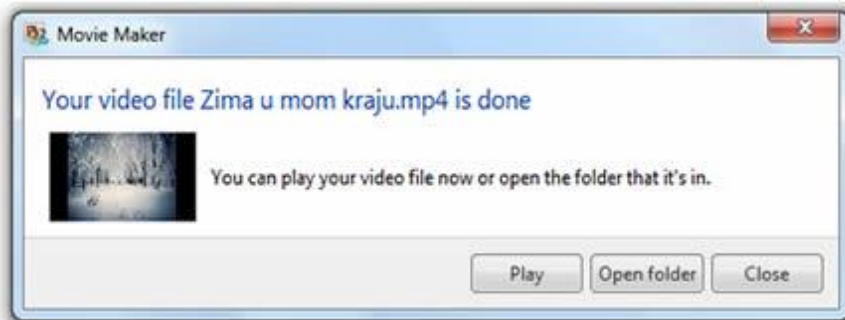 Movie Maker
Your video file Zima u mom kraju.mp4 is done
You can play your video file now or open the folder that it's in.
Play Open folder Close